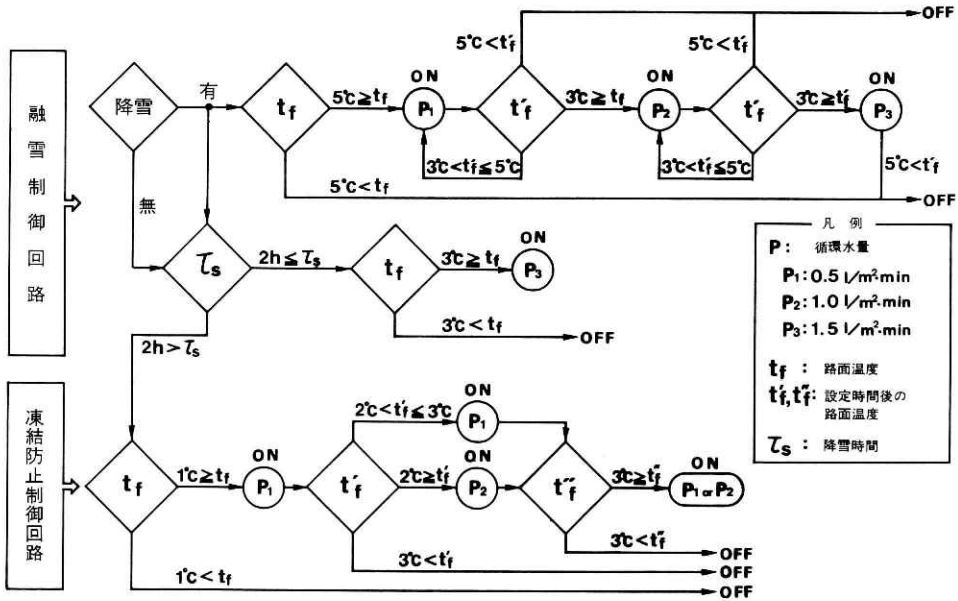 融雪制御回路
降雪
有
無
t_f
5℃≧t_f
5℃<t_f
ON
P₁
t'_f
5℃<t'_f
3℃<t'_f≦5℃
3℃≧t_f
ON
P₂
t'_f
5℃<t'_f
3℃<t'_f≦5℃
3℃≧t'_f
ON
P₃
5℃<t'_f
OFF
OFF
τ_s
2h≦τ_s
t_f
3℃≧t_f
ON
P₃
3℃<t_f
OFF
2h>τ_s
凍結防止制御回路
t_f
1℃≧t_f
ON
P₁
t'_f
2℃<t'_f≦3℃
ON
P₁
2℃≧t'_f
ON
P₂
t''_f
3℃≧t''_f
ON
P₁ or P₂
3℃<t''_f
OFF
3℃<t'_f
OFF
1℃<t_f
OFF
凡例
P: 循環水量
P₁:0.5 l/m²·min
P₂:1.0 l/m²·min
P₃:1.5 l/m²·min
t_f : 路面温度
t'_f,t''_f: 設定時間後の
路面温度
τ_s : 降雪時間